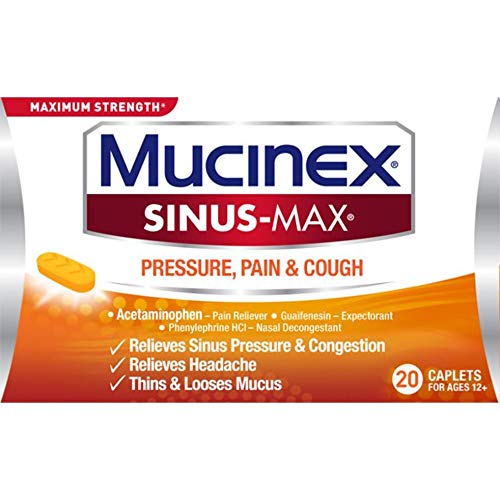 MAXIMUM STRENGTH*
Mucinex®
SINUS-MAX®
PRESSURE, PAIN & COUGH
• Acetaminophen – Pain Reliever • Guaifenesin – Expectorant
• Phenylephrine HCl – Nasal Decongestant
✓ Relieves Sinus Pressure & Congestion
✓ Relieves Headache
✓ Thins & Looses Mucus
20 CAPLETS
FOR AGES 12+